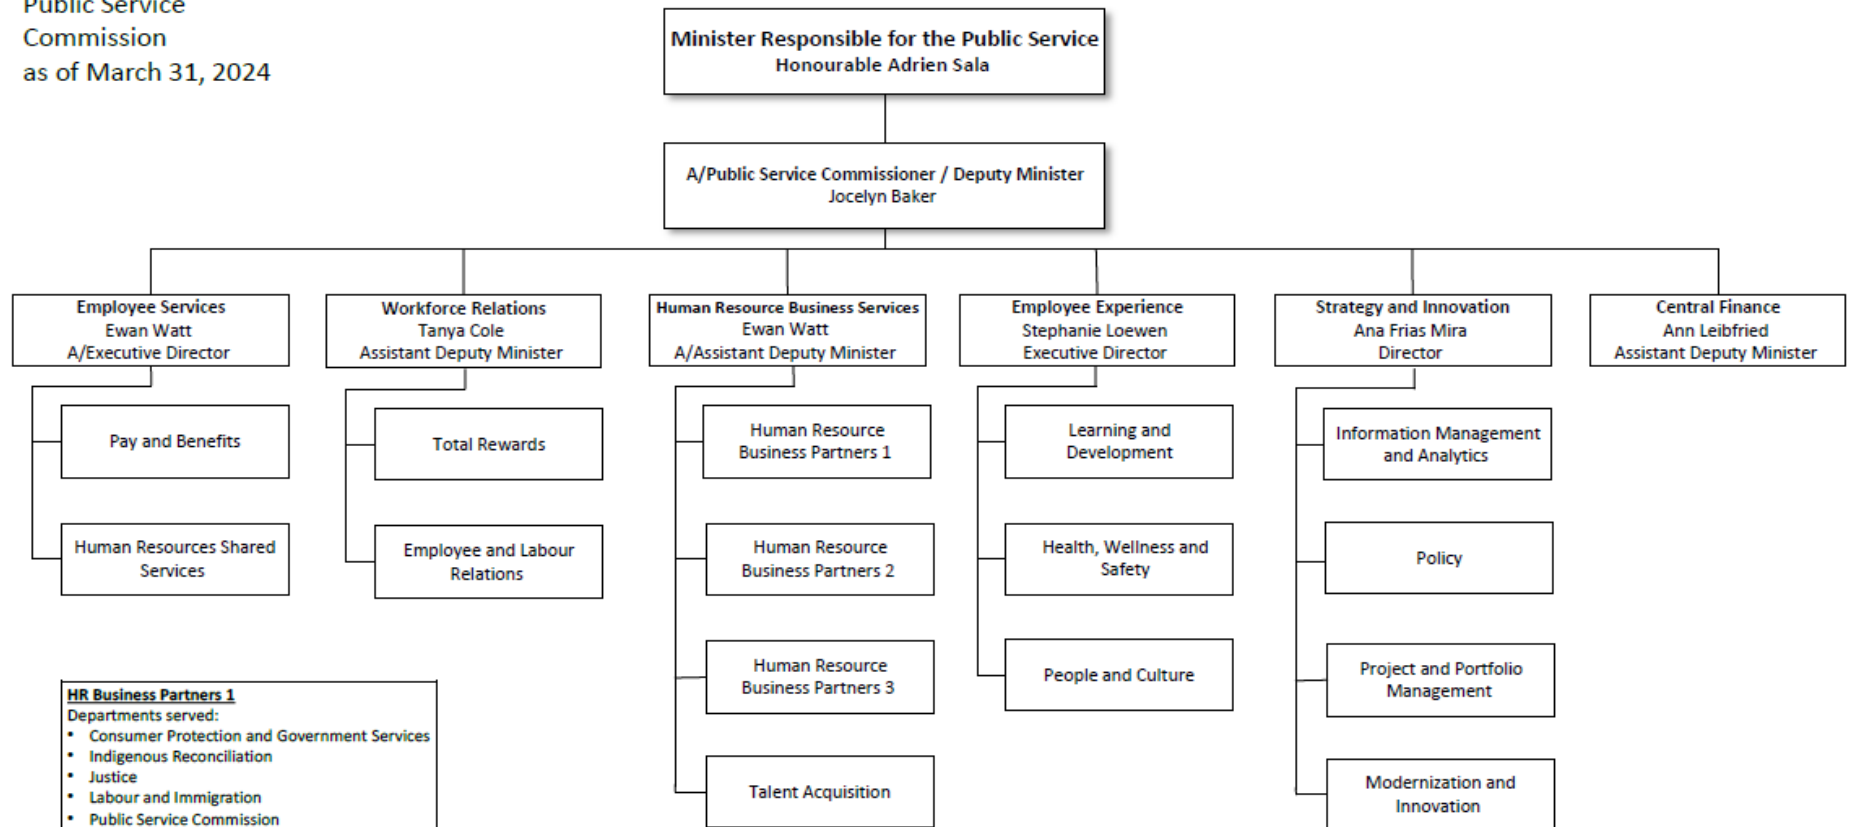 Public Service
Commission
as of March 31, 2024
Minister Responsible for the Public Service
Honourable Adrien Sala
A/Public Service Commissioner / Deputy Minister
Jocelyn Baker
Employee Services
Ewan Watt
A/Executive Director
Workforce Relations
Tanya Cole
Assistant Deputy Minister
Human Resource Business Services
Ewan Watt
A/Assistant Deputy Minister
Employee Experience
Stephanie Loewen
Executive Director
Strategy and Innovation
Ana Frias Mira
Director
Central Finance
Ann Leibfried
Assistant Deputy Minister
Pay and Benefits
Human Resources Shared
Services
Total Rewards
Employee and Labour
Relations
Human Resource
Business Partners 1
Human Resource
Business Partners 2
Human Resource
Business Partners 3
Talent Acquisition
Learning and
Development
Health, Wellness and
Safety
People and Culture
Information Management
and Analytics
Policy
Project and Portfolio
Management
Modernization and
Innovation
HR Business Partners 1
Departments served:
• Consumer Protection and Government Services
• Indigenous Reconciliation
• Justice
• Labour and Immigration
• Public Service Commission